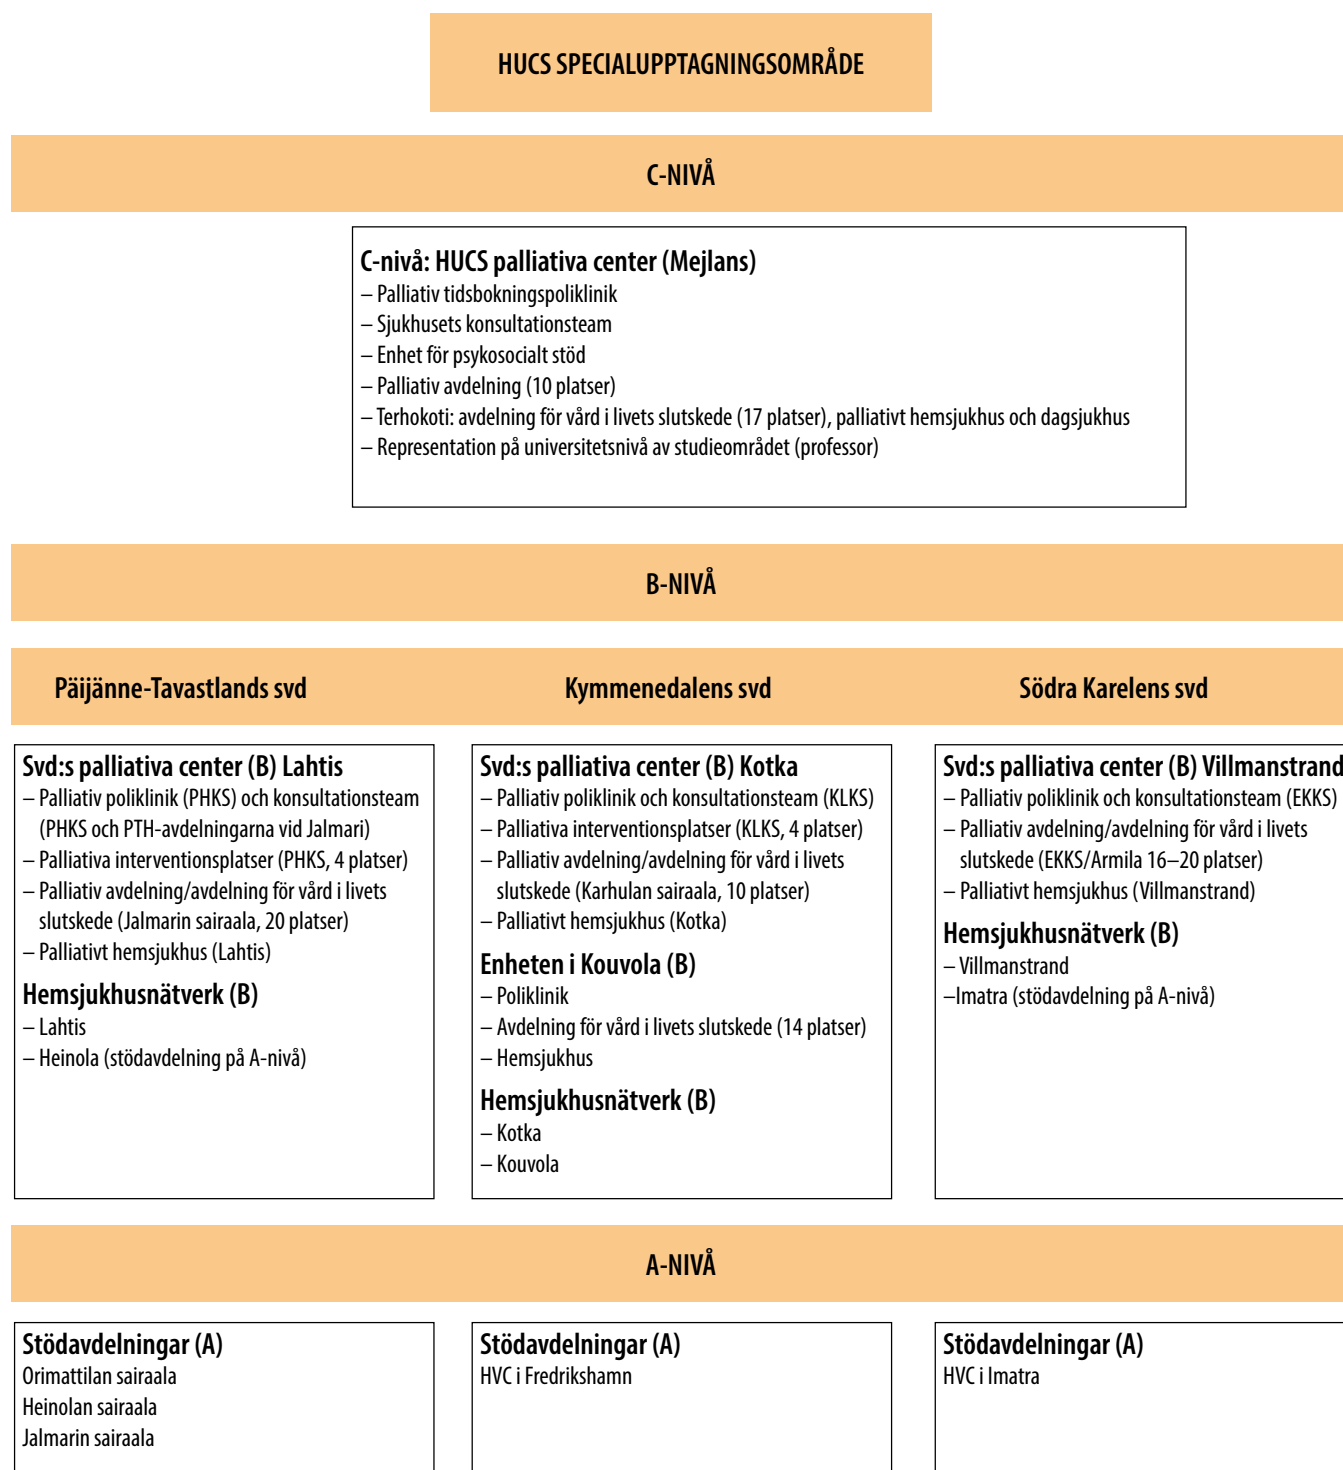 HUCS SPECIALUPPTAGNINGSOMRÅDE
C-NIVÅ
C-nivå: HUCS palliativa center (Mejlans)
– Palliativ tidsbokningspoliklinik
– Sjukhusets konsultationsteam
– Enhet för psykosocialt stöd
– Palliativ avdelning (10 platser)
– Terhokoti: avdelning för vård i livets slutskede (17 platser), palliativt hemsjukhus och dagsjukhus
– Representation på universitetsnivå av studieområdet (professor)
B-NIVÅ
Päijänne-Tavastlands svd
Kymmenedalens svd
Södra Karelens svd
Svd:s palliativa center (B) Lahtis
– Palliativ poliklinik (PHKS) och konsultationsteam
(PHKS och PTH-avdelningarna vid Jalmari)
– Palliativa interventionsplatser (PHKS, 4 platser)
– Palliativ avdelning/avdelning för vård i livets
slutskede (Jalmarin sairaala, 20 platser)
– Palliativt hemsjukhus (Lahtis)
Hemsjukhusnätverk (B)
– Lahtis
– Heinola (stödavdelning på A-nivå)
Svd:s palliativa center (B) Kotka
– Palliativ poliklinik och konsultationsteam (KLKS)
– Palliativa interventionsplatser (KLKS, 4 platser)
– Palliativ avdelning/avdelning för vård i livets
slutskede (Karhulan sairaala, 10 platser)
– Palliativt hemsjukhus (Kotka)
Enheten i Kouvola (B)
– Poliklinik
– Avdelning för vård i livets slutskede (14 platser)
– Hemsjukhus
Hemsjukhusnätverk (B)
– Kotka
– Kouvola
Svd:s palliativa center (B) Villmanstrand
– Palliativ poliklinik och konsultationsteam (EKKS)
– Palliativ avdelning/avdelning för vård i livets
slutskede (EKKS/Armila 16–20 platser)
– Palliativt hemsjukhus (Villmanstrand)
Hemsjukhusnätverk (B)
– Villmanstrand
–Imatra (stödavdelning på A-nivå)
A-NIVÅ
Stödavdelningar (A)
Orimattilan sairaala
Heinolan sairaala
Jalmarin sairaala
Stödavdelningar (A)
HVC i Fredrikshamn
Stödavdelningar (A)
HVC i Imatra